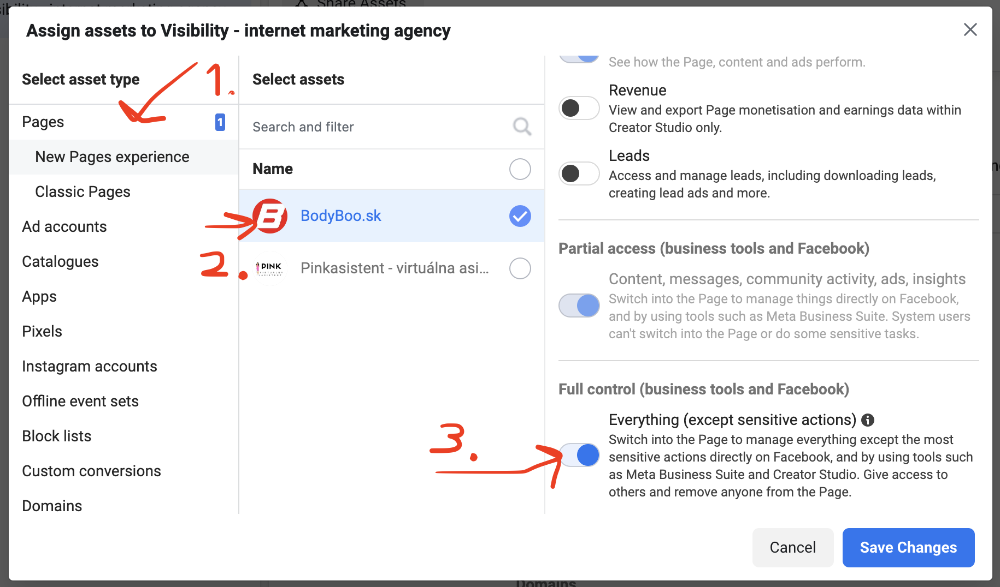 Share Assets
Assign assets to Visibility - internet marketing agency
Select asset type
1.
Pages
1
New Pages experience
Classic Pages
Ad accounts
Catalogues
Apps
Pixels
Instagram accounts
Offline event sets
Block lists
Custom conversions
Domains
Select assets
Search and filter
Name
B
BodyBoo.sk
2.
PINK
Pinkasistent - virtuálna asi...
See how the Page, content and ads perform.
Revenue
View and export Page monetisation and earnings data within
Creator Studio only.
Leads
Access and manage leads, including downloading leads,
creating lead ads and more.
Partial access (business tools and Facebook)
Content, messages, community activity, ads, insights
Switch into the Page to manage things directly on Facebook,
and by using tools such as Meta Business Suite. System users
can't switch into the Page or do some sensitive tasks.
Full control (business tools and Facebook)
3.
Everything (except sensitive actions)
Switch into the Page to manage everything except the most
sensitive actions directly on Facebook, and by using tools such
as Meta Business Suite and Creator Studio. Give access to
others and remove anyone from the Page.
Cancel
Save Changes
Domains